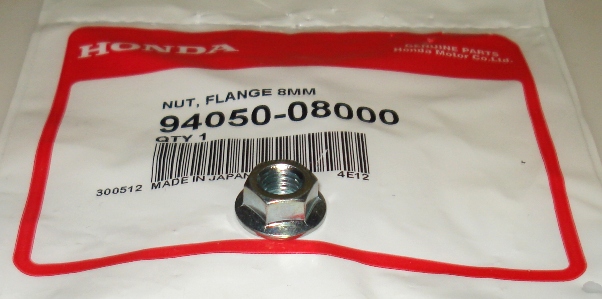 HONDA
GENUINE PARTS
Honda Motor Co.,Ltd.
NUT, FLANGE 8MM
94050-08000
QTY 1
300512 MADE IN JAPAN 4E12